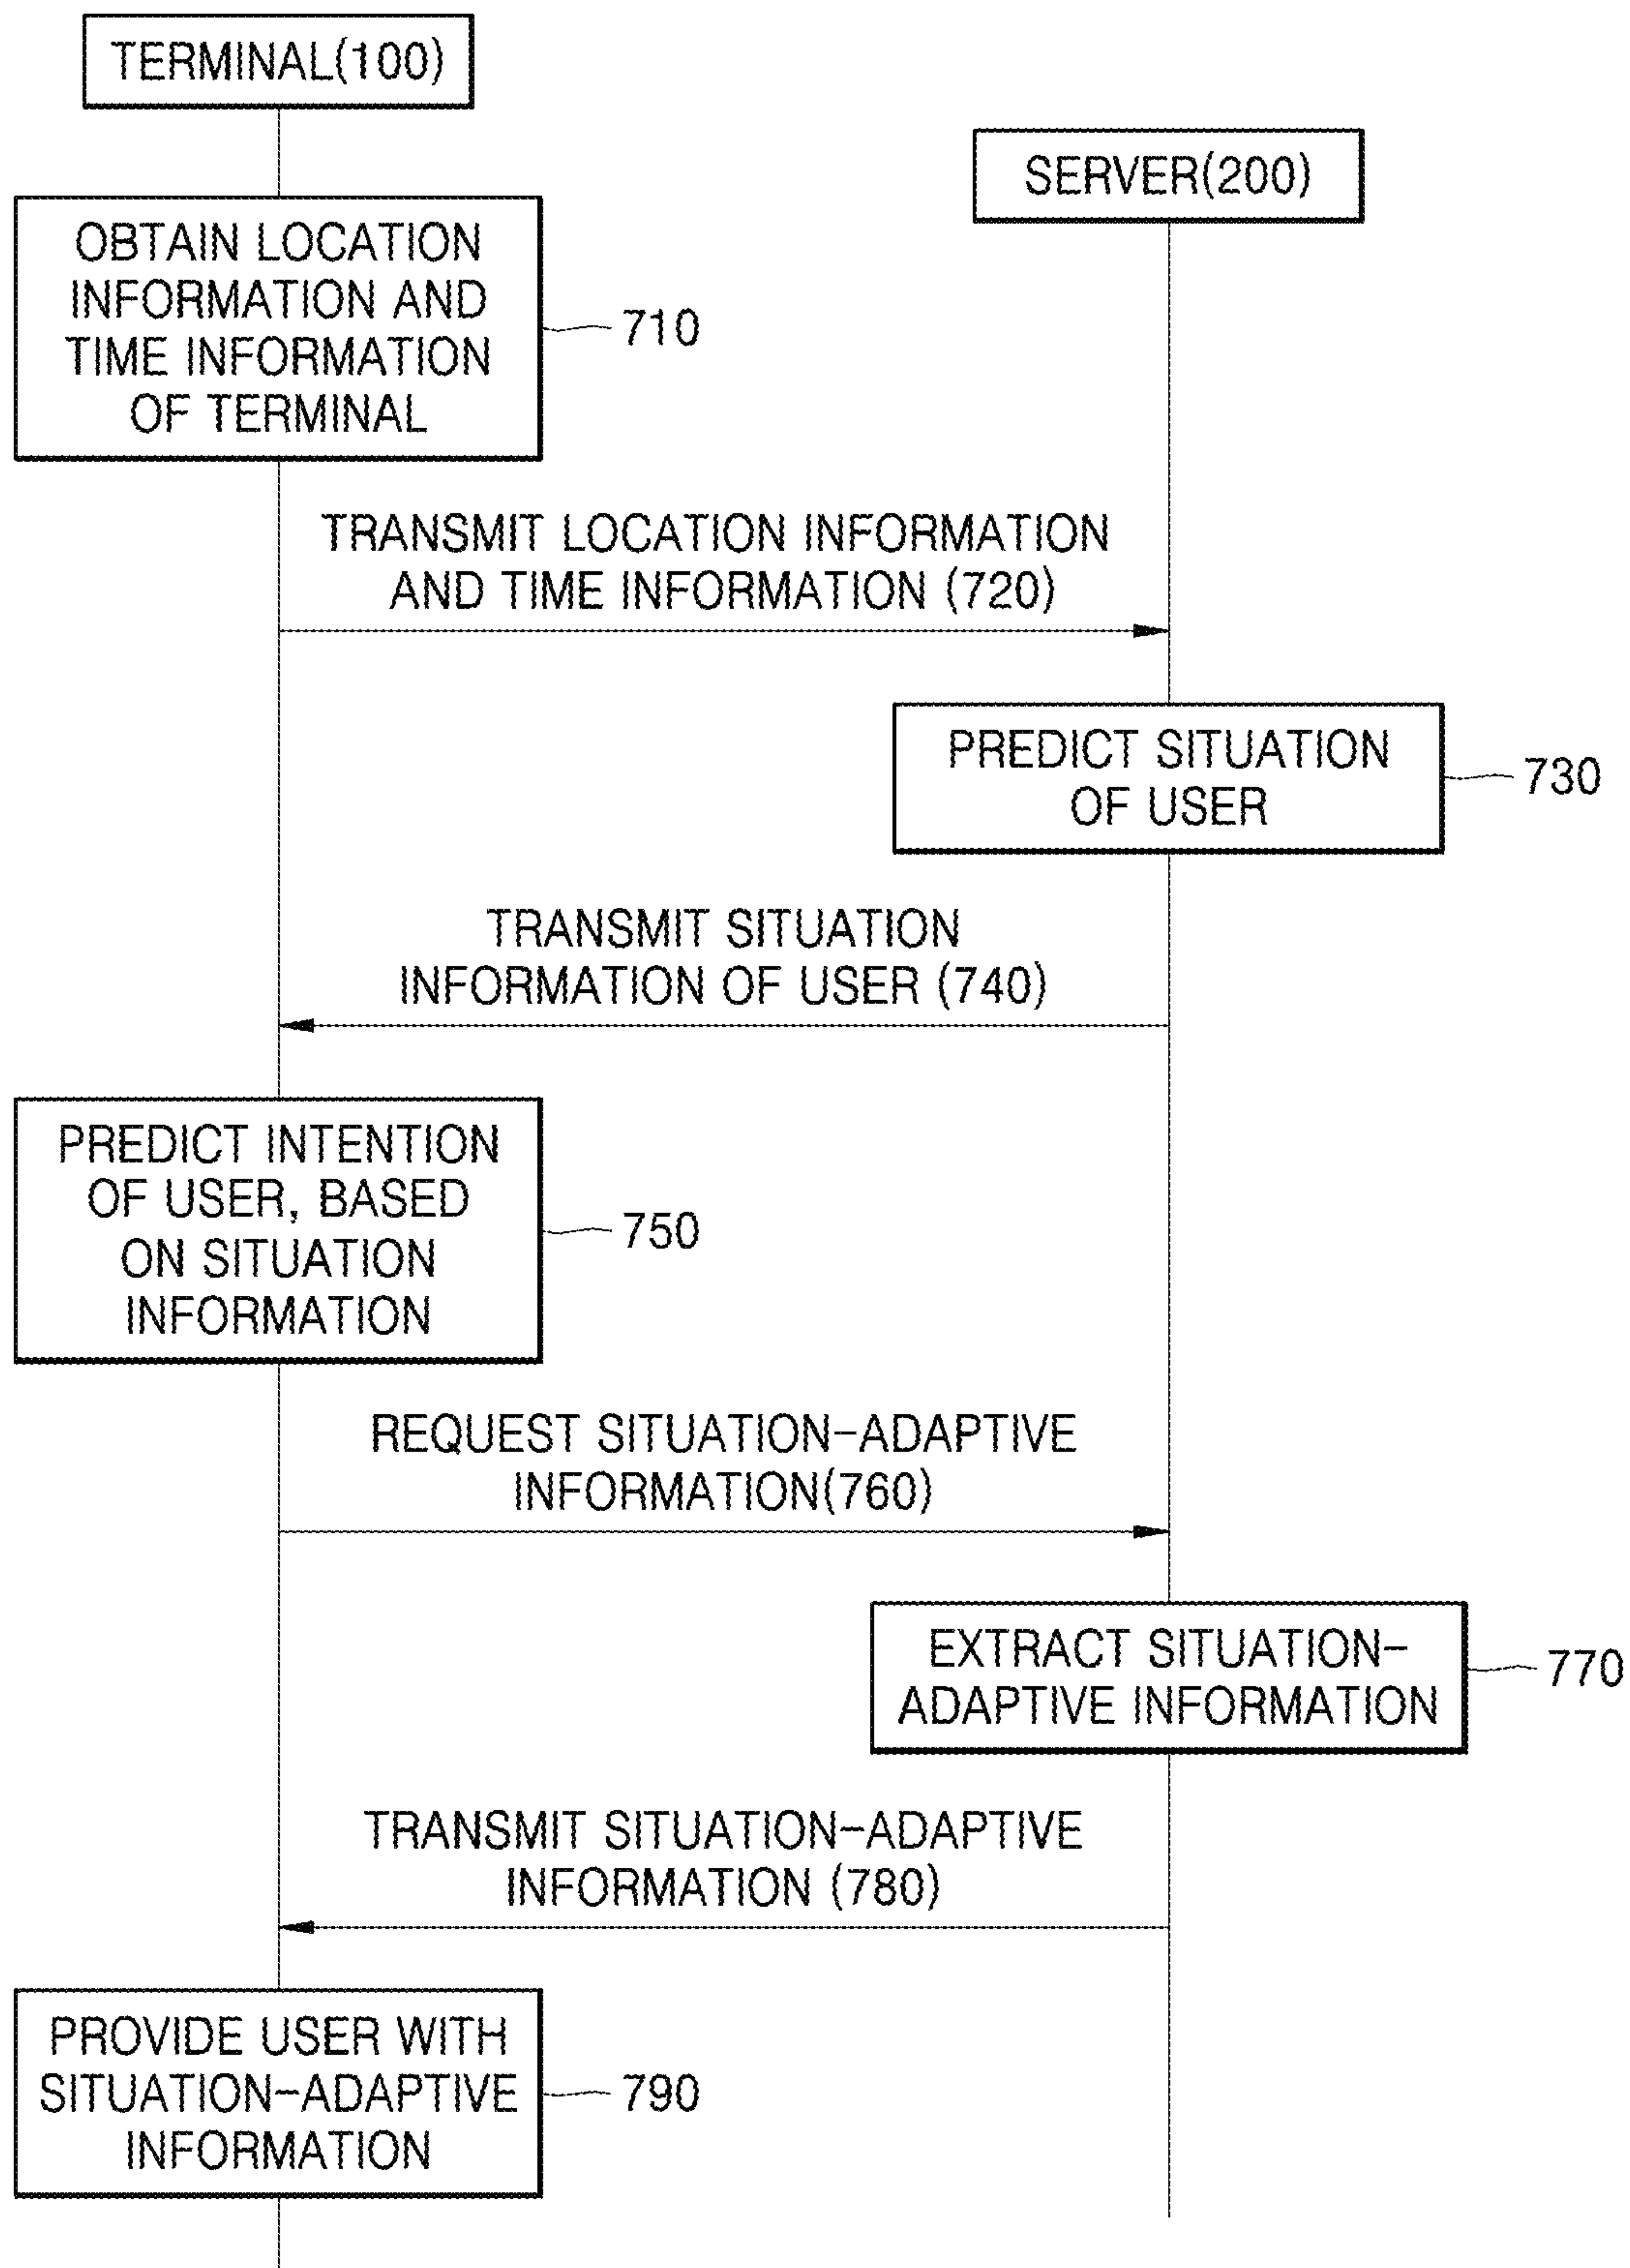 TERMINAL(100)
SERVER(200)
OBTAIN LOCATION
INFORMATION AND
TIME INFORMATION
OF TERMINAL
710
TRANSMIT LOCATION INFORMATION
AND TIME INFORMATION (720)
PREDICT SITUATION
OF USER
730
TRANSMIT SITUATION
INFORMATION OF USER (740)
PREDICT INTENTION
OF USER, BASED
ON SITUATION
INFORMATION
750
REQUEST SITUATION-ADAPTIVE
INFORMATION(760)
EXTRACT SITUATION-
ADAPTIVE INFORMATION
770
TRANSMIT SITUATION-ADAPTIVE
INFORMATION (780)
PROVIDE USER WITH
SITUATION-ADAPTIVE
INFORMATION
790